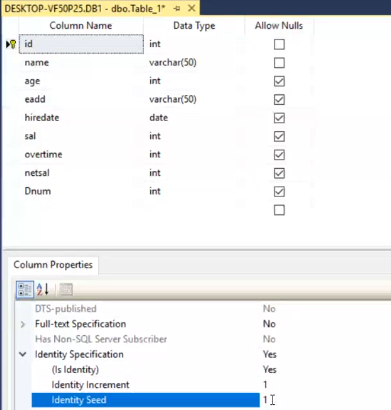 DESKTOP-VF50P25.DB1 - dbo.Table_1*
Column Name Data Type Allow Nulls
id int
name varchar(50)
age int
eadd varchar(50)
hiredate date
sal int
overtime int
netsal int
Dnum int
Column Properties
DTS-published No
Full-text Specification No
Has Non-SQL Server Subscriber No
Identity Specification Yes
(Is Identity) Yes
Identity Increment 1
Identity Seed 1